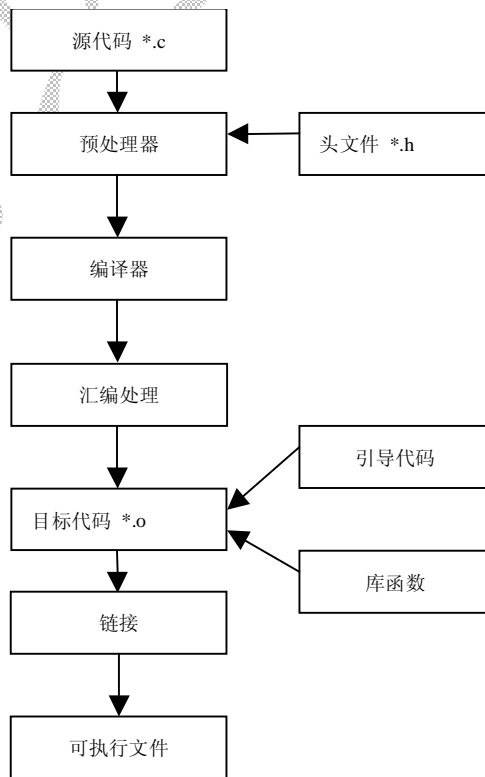 源代码 *.c
预处理器
头文件 *.h
编译器
汇编处理
引导代码
目标代码 *.o
库函数
链接
可执行文件